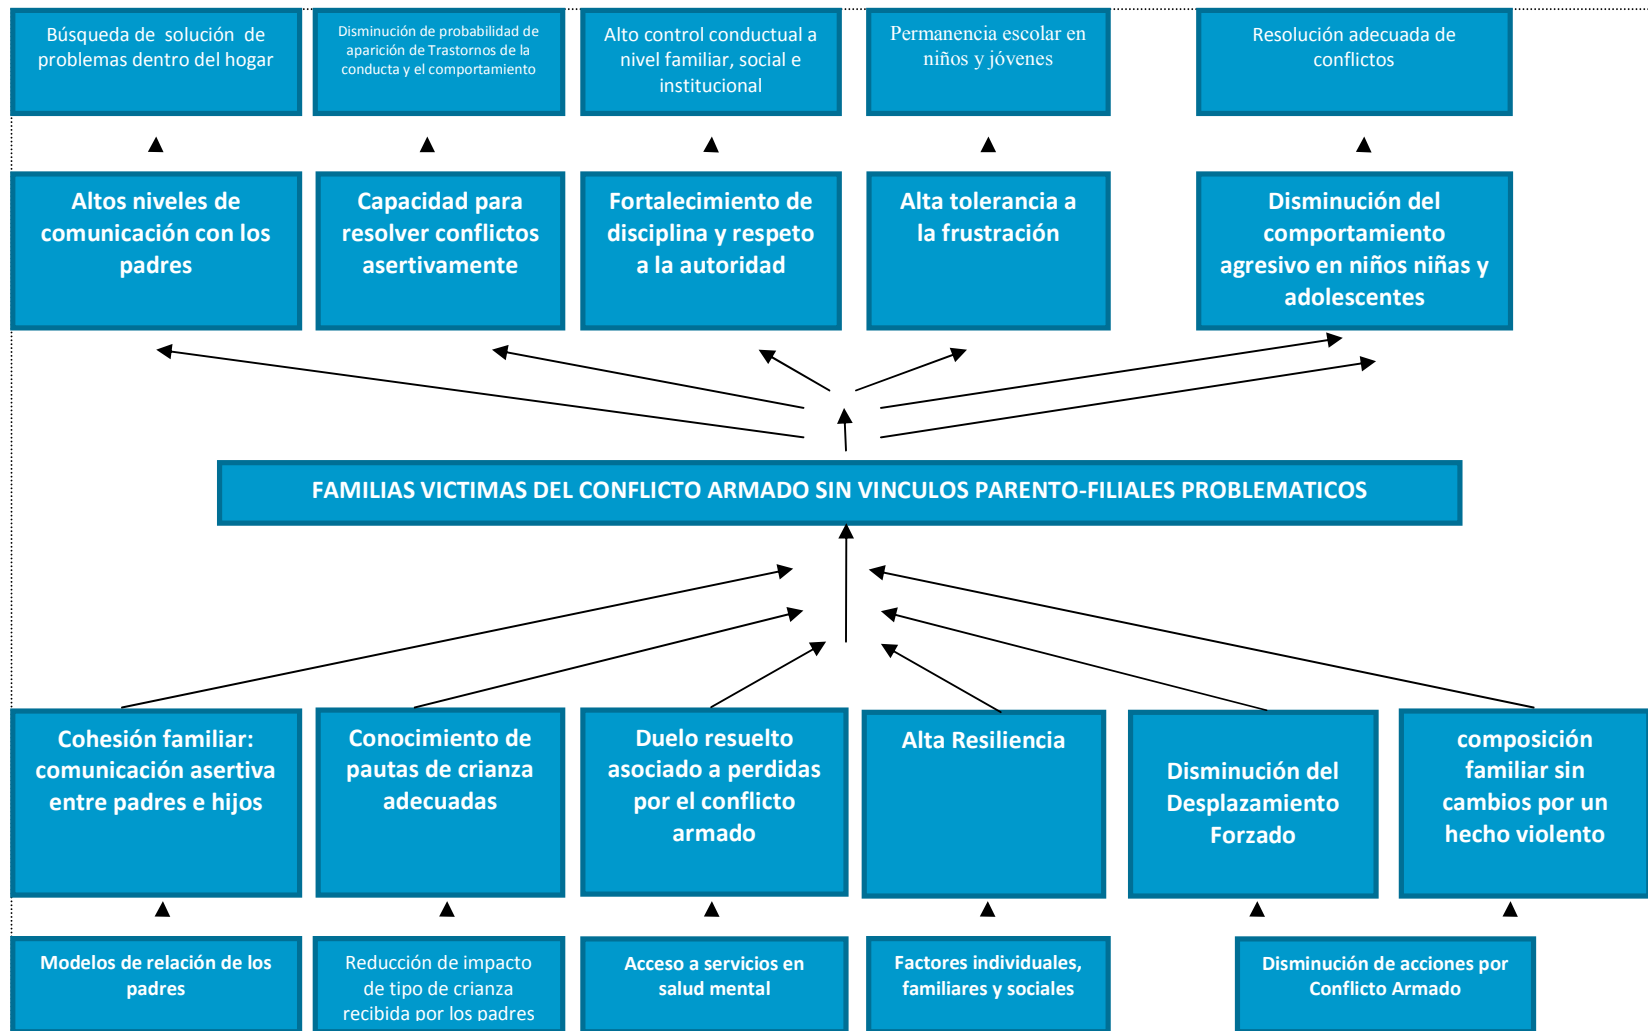 Búsqueda de solución de
problemas dentro del hogar
Disminución de probabilidad de
aparición de Trastornos de la
conducta y el comportamiento
Alto control conductual a
nivel familiar, social e
institucional
Permanencia escolar en
niños y jóvenes
Resolución adecuada de
conflictos
Altos niveles de
comunicación con los
padres
Capacidad para
resolver conflictos
asertivamente
Fortalecimiento de
disciplina y respeto
a la autoridad
Alta tolerancia a
la frustración
Disminución del
comportamiento
agresivo en niños niñas y
adolescentes
FAMILIAS VICTIMAS DEL CONFLICTO ARMADO SIN VINCULOS PARENTO-FILIALES PROBLEMATICOS
Cohesión familiar:
comunicación asertiva
entre padres e hijos
Conocimiento de
pautas de crianza
adecuadas
Duelo resuelto
asociado a perdidas
por el conflicto
armado
Alta Resiliencia
Disminución del
Desplazamiento
Forzado
composición
familiar sin
cambios por un
hecho violento
Modelos de relación de los
padres
Reducción de impacto
de tipo de crianza
recibida por los padres
Acceso a servicios en
salud mental
Factores individuales,
familiares y sociales
Disminución de acciones por
Conflicto Armado